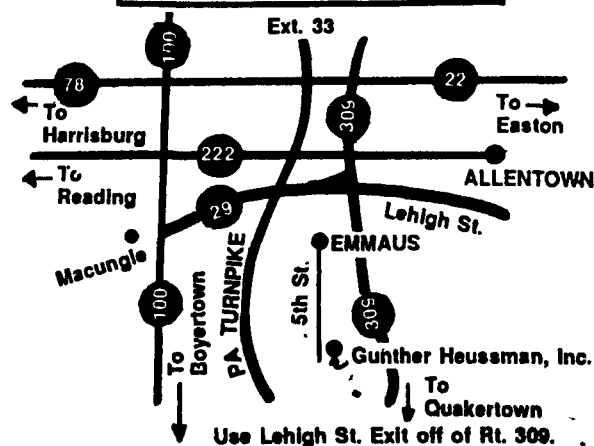 Ext. 33
100
78
22
To
Harrisburg
309
To
Easton
222
To
Reading
ALLENTOWN
29
Lehigh St.
EMMAUS
Macungie
100
To
Boyertown
PA TURNPIKE
5th St.
309
Gunther Heussman, Inc.
To
Quakertown
Use Lehigh St. Exit off of Rt. 309.